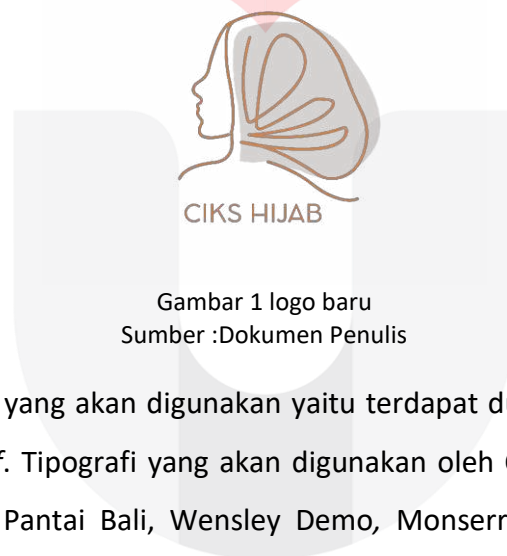 CIKS HIJAB
Gambar 1 logo baru
Sumber :Dokumen Penulis
yang akan digunakan yaitu terdapat
Tipografi yang akan digunakan oleh
Pantai Bali, Wensley Demo, Monserr